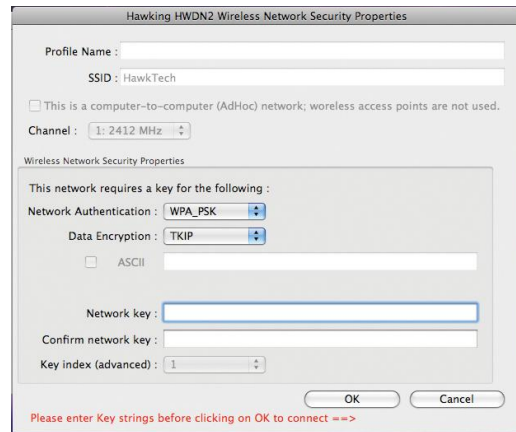 Hawking HWDN2 Wireless Network Security Properties
Profile Name :
SSID : HawkTech
This is a computer-to-computer (AdHoc) network; woreless access points are not used.
Channel : 1: 2412 MHz
Wireless Network Security Properties
This network requires a key for the following :
Network Authentication : WPA_PSK
Data Encryption : TKIP
ASCII
Network key :
Confirm network key :
Key index (advanced) : 1
OK Cancel
Please enter Key strings before clicking on OK to connect ==>